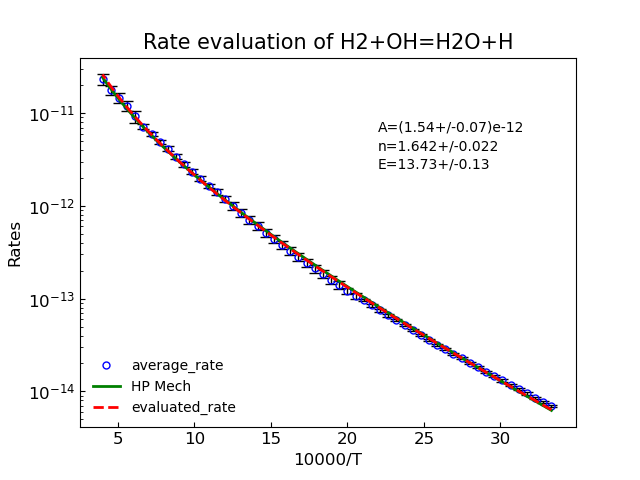 Rate evaluation of H2+OH=H2O+H
A=(1.54+/-0.07)e-12
n=1.642+/-0.022
E=13.73+/-0.13
Rates
10⁻¹¹
10⁻¹²
10⁻¹³
10⁻¹⁴
average_rate
HP Mech
evaluated_rate
5 10 15 20 25 30
10000/T